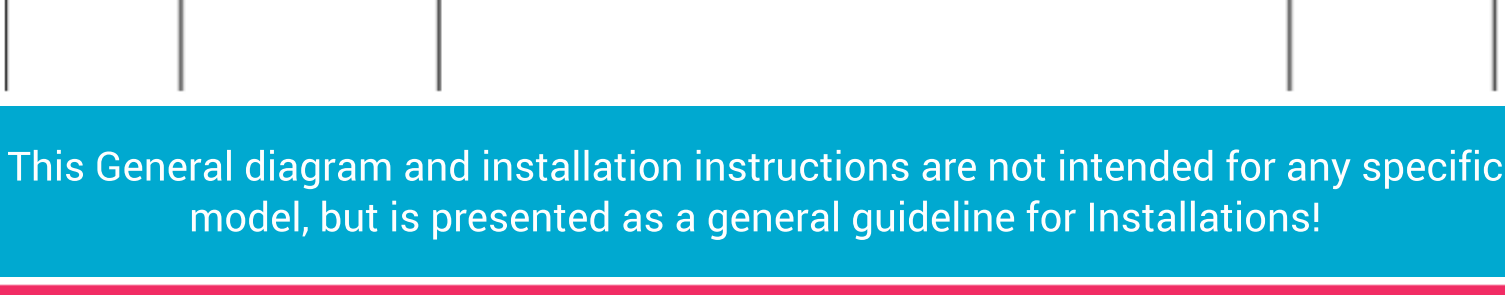 This General diagram and installation instructions are not intended for any specific
model, but is presented as a general guideline for Installations!